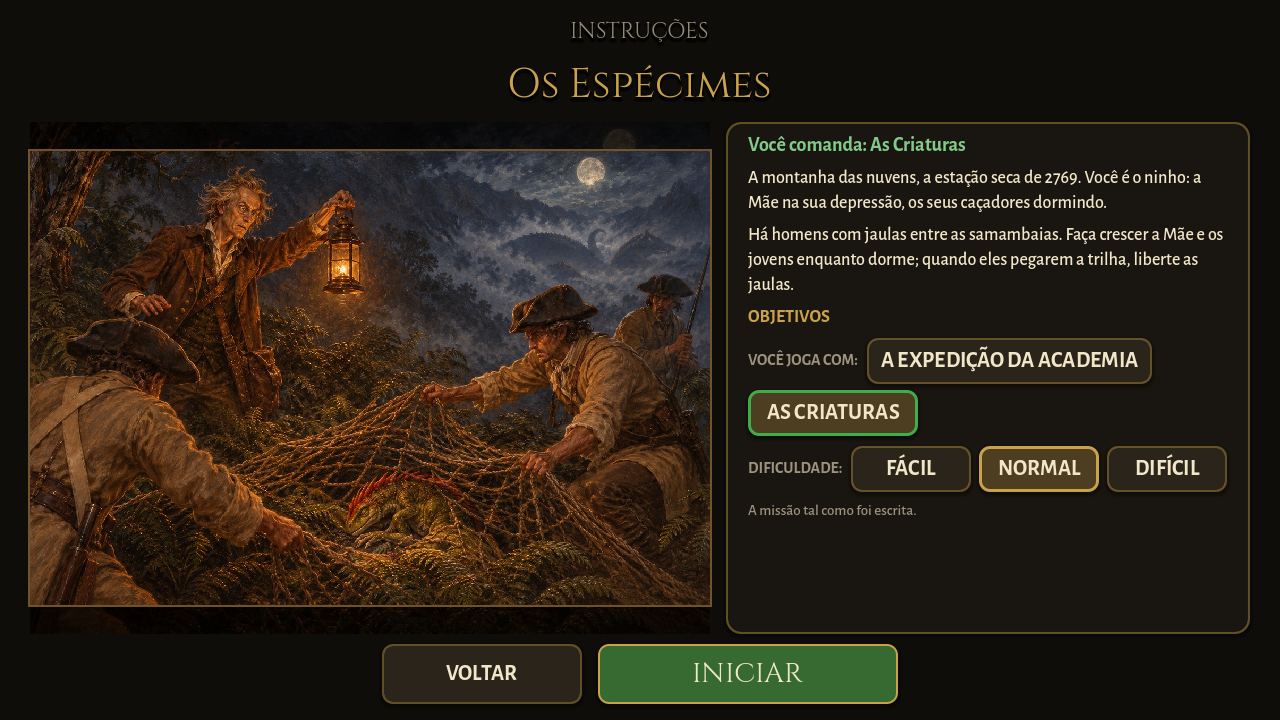 INSTRUÇÕES
Os Espécimes
Você comanda: As Criaturas
A montanha das nuvens, a estação seca de 2769. Você é o ninho: a
Mãe na sua depressão, os seus caçadores dormindo.
Há homens com jaulas entre as samambaias. Faça crescer a Mãe e os
jovens enquanto dorme; quando eles pegarem a trilha, liberte as
jaulas.
OBJETIVOS
VOCÊ JOGA COM: A EXPEDIÇÃO DA ACADEMIA
AS CRIATURAS
DIFICULDADE: FÁCIL NORMAL DIFÍCIL
A missão tal como foi escrita.
VOLTAR INICIAR